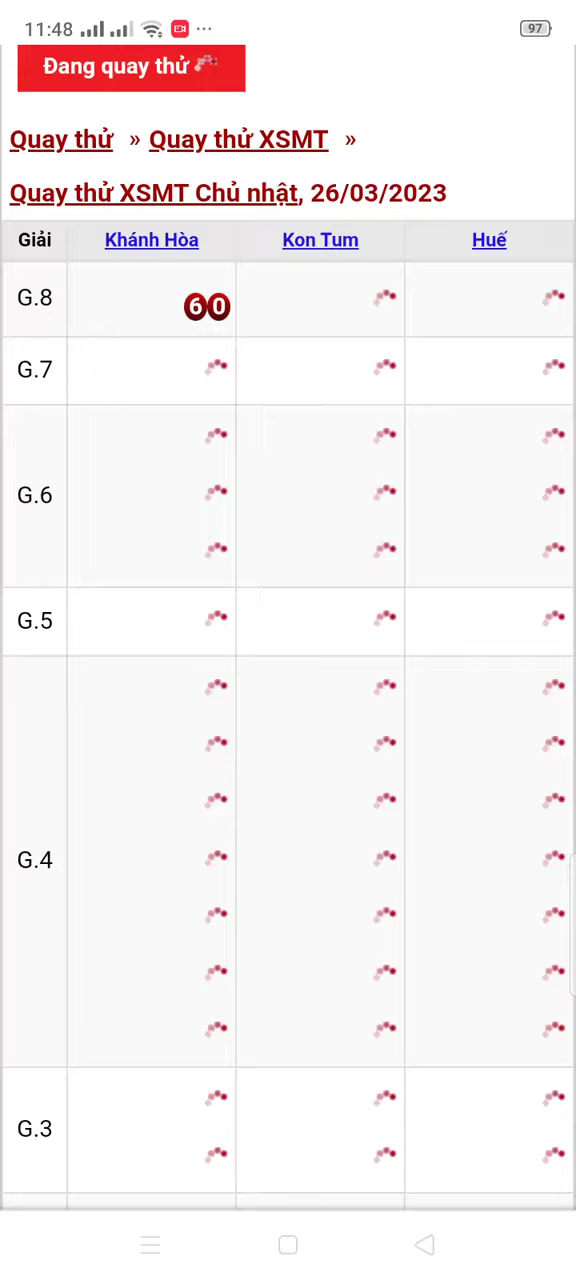 11:48
97
Đang quay thử
Quay thử » Quay thử XSMT »
Quay thử XSMT Chủ nhật, 26/03/2023
Giải Khánh Hòa Kon Tum Huế
G.8 60
G.7
G.6
G.5
G.4
G.3